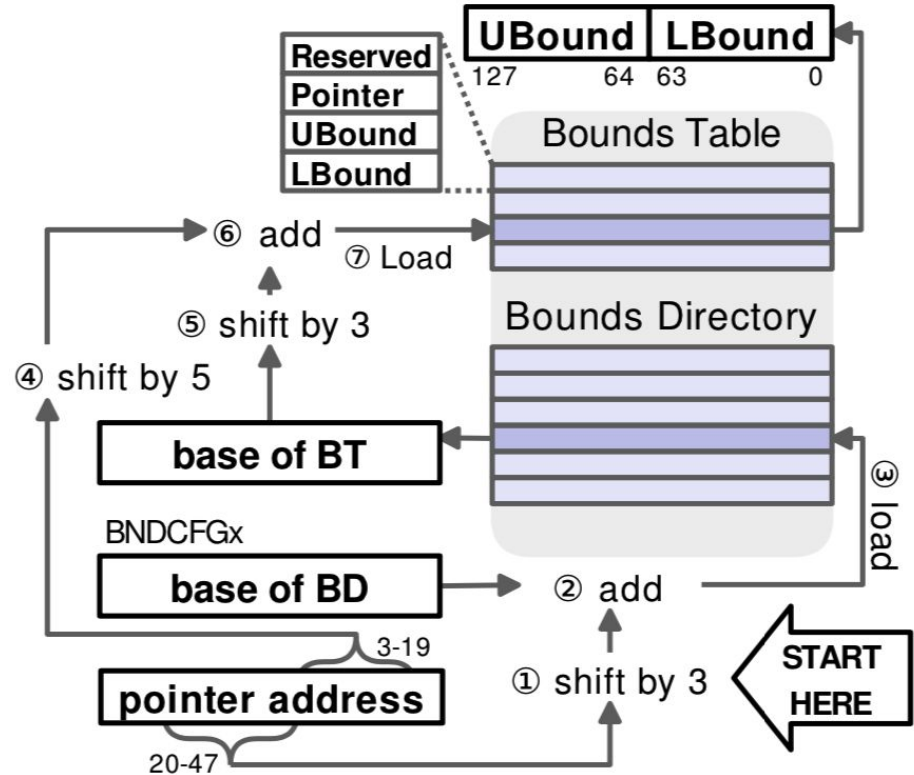 UBound LBound
127 64 63 0
Reserved
Pointer
UBound
LBound
Bounds Table
⑥ add
⑦ Load
⑤ shift by 3
Bounds Directory
④ shift by 5
base of BT
③ load
BNDCFGx
base of BD
② add
3-19
pointer address
① shift by 3
START
HERE
20-47